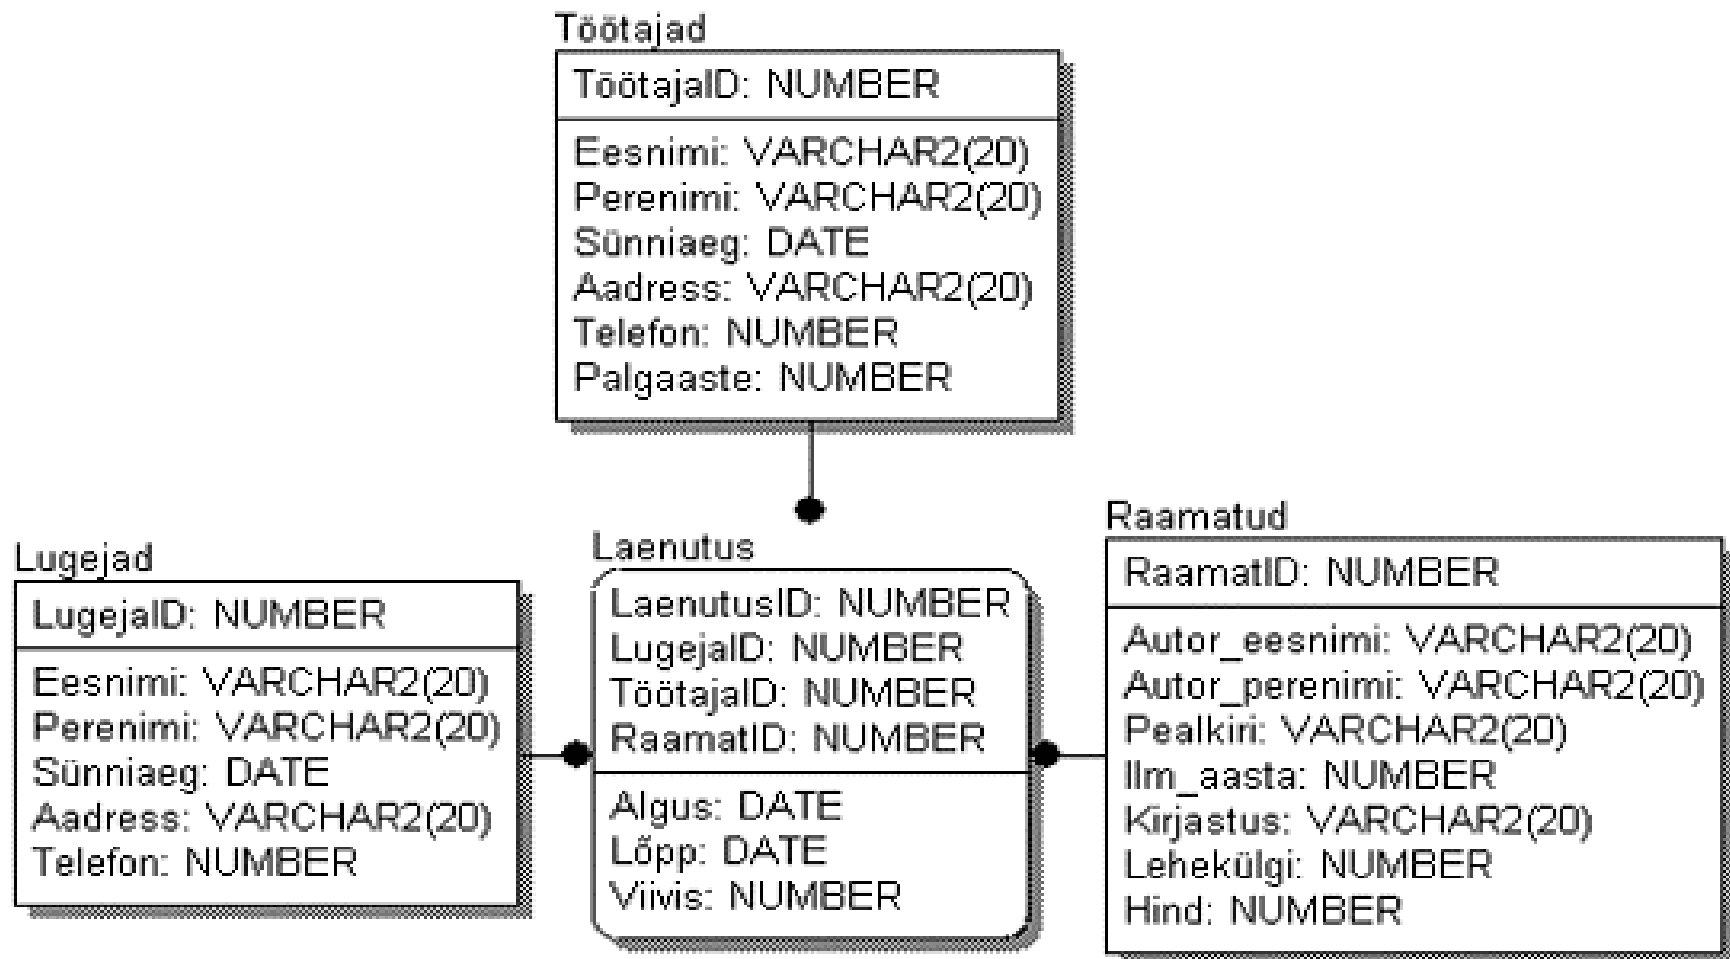 Töötajad
TöötajaID: NUMBER
Eesnimi: VARCHAR2(20)
Perenimi: VARCHAR2(20)
Sünniaeg: DATE
Aadress: VARCHAR2(20)
Telefon: NUMBER
Palgaaste: NUMBER
Lugejad
LugejaID: NUMBER
Eesnimi: VARCHAR2(20)
Perenimi: VARCHAR2(20)
Sünniaeg: DATE
Aadress: VARCHAR2(20)
Telefon: NUMBER
Laenutus
LaenutusID: NUMBER
LugejaID: NUMBER
TöötajaID: NUMBER
RaamatID: NUMBER
Algus: DATE
Lõpp: DATE
Viivis: NUMBER
Raamatud
RaamatID: NUMBER
Autor_eesnimi: VARCHAR2(20)
Autor_perenimi: VARCHAR2(20)
Pealkiri: VARCHAR2(20)
Ilm_aasta: NUMBER
Kirjastus: VARCHAR2(20)
Lehekülgi: NUMBER
Hind: NUMBER